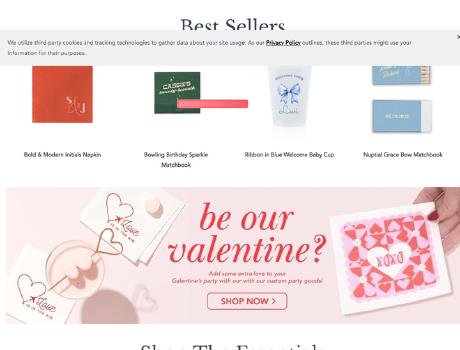 Best Sellers
We utilize third-party cookies and tracking technologies to gather data about your site usage. As our Privacy Policy outlines, these third parties might use your
information for their purposes.
S & J
CASSIE'S
Bold & Modern Initials Napkin
Bowling Birthday Sparkle
Matchbook
Ribbon in Blue Welcome Baby Cup
Nuptial Grace Bow Matchbook
Love
IS IN THE AIR
Love
IS IN THE AIR
be our
valentine?
Add some extra love to your
Galentine's party with our with our custom party goods!
SHOP NOW >
XOXO
Shop The Essentials